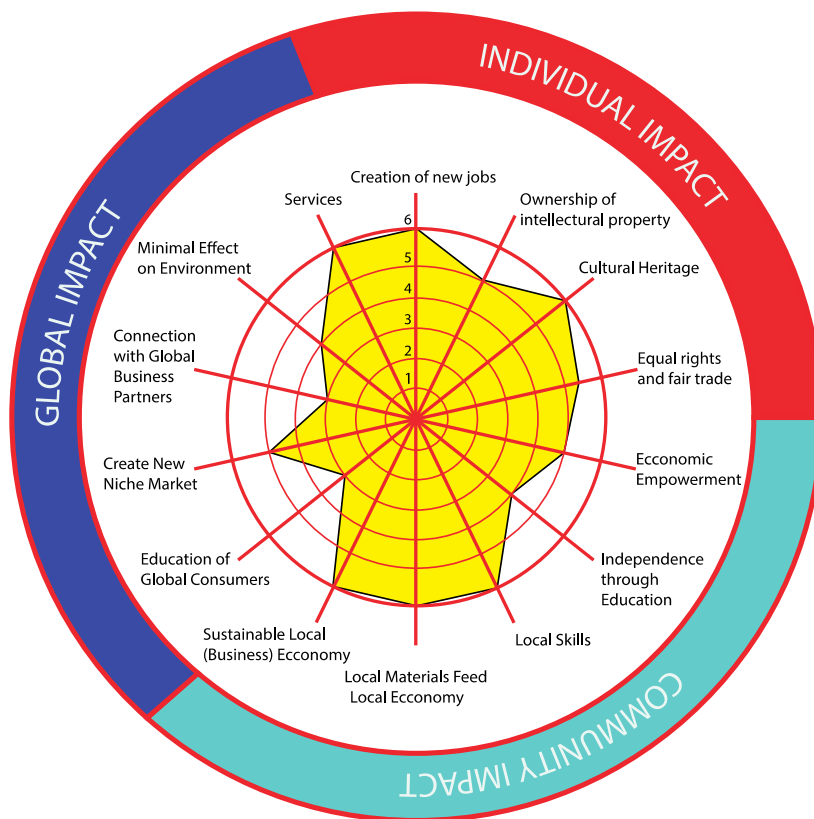 INDIVIDUAL IMPACT
GLOBAL IMPACT
COMMUNITY IMPACT
Creation of new jobs
Ownership of
intellectural property
Cultural Heritage
Equal rights
and fair trade
Ecconomic
Empowerment
Independence
through
Education
Local Skills
Local Materials Feed
Local Ecconomy
Sustainable Local
(Business) Ecconomy
Education of
Global Consumers
Create New
Niche Market
Connection
with Global
Business
Partners
Minimal Effect
on Environment
Services
6
5
4
3
2
1